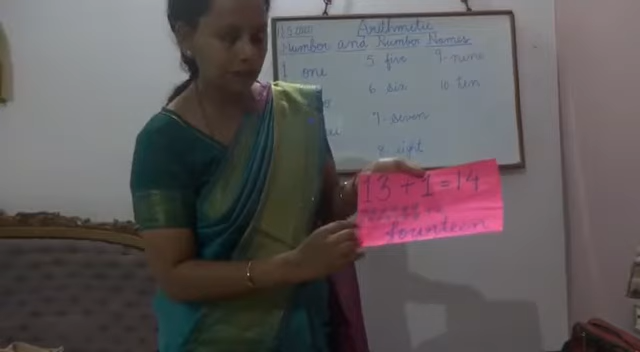 Arithmetic
Number and Number Names
1 one
5 five
9 - nine
6 six
10 ten
7 - seven
8 - eight
13 + 1 = 14
fourteen